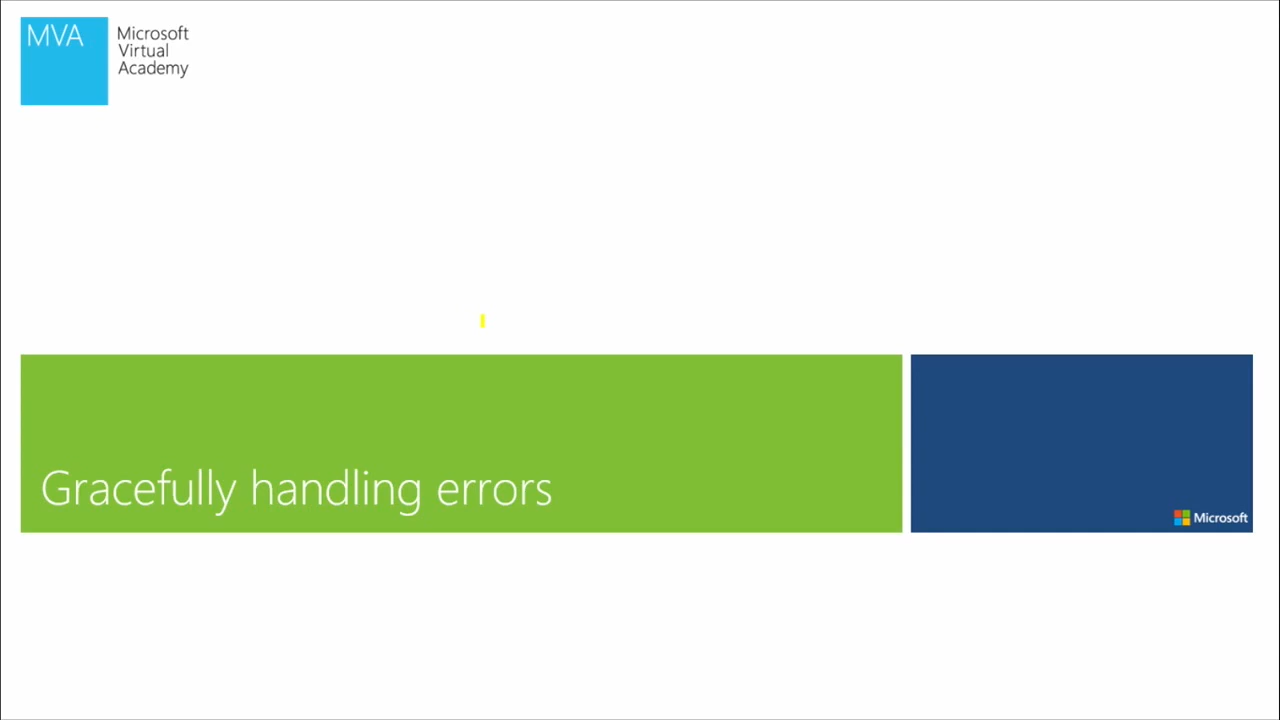 MVA
Microsoft
Virtual
Academy
Gracefully handling errors
Microsoft